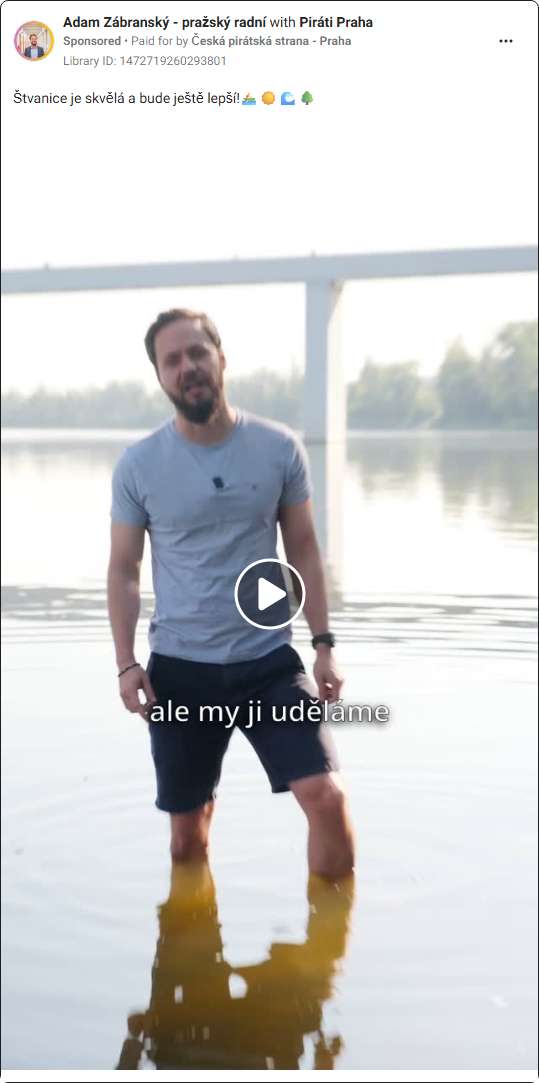 Adam Zábranský - pražský radní with Piráti Praha
Sponsored • Paid for by Česká pirátská strana - Praha
Library ID: 1472719260293801
Štvanice je skvělá a bude ještě lepší!🚣🌞🌊🌳
ale my ji uděláme